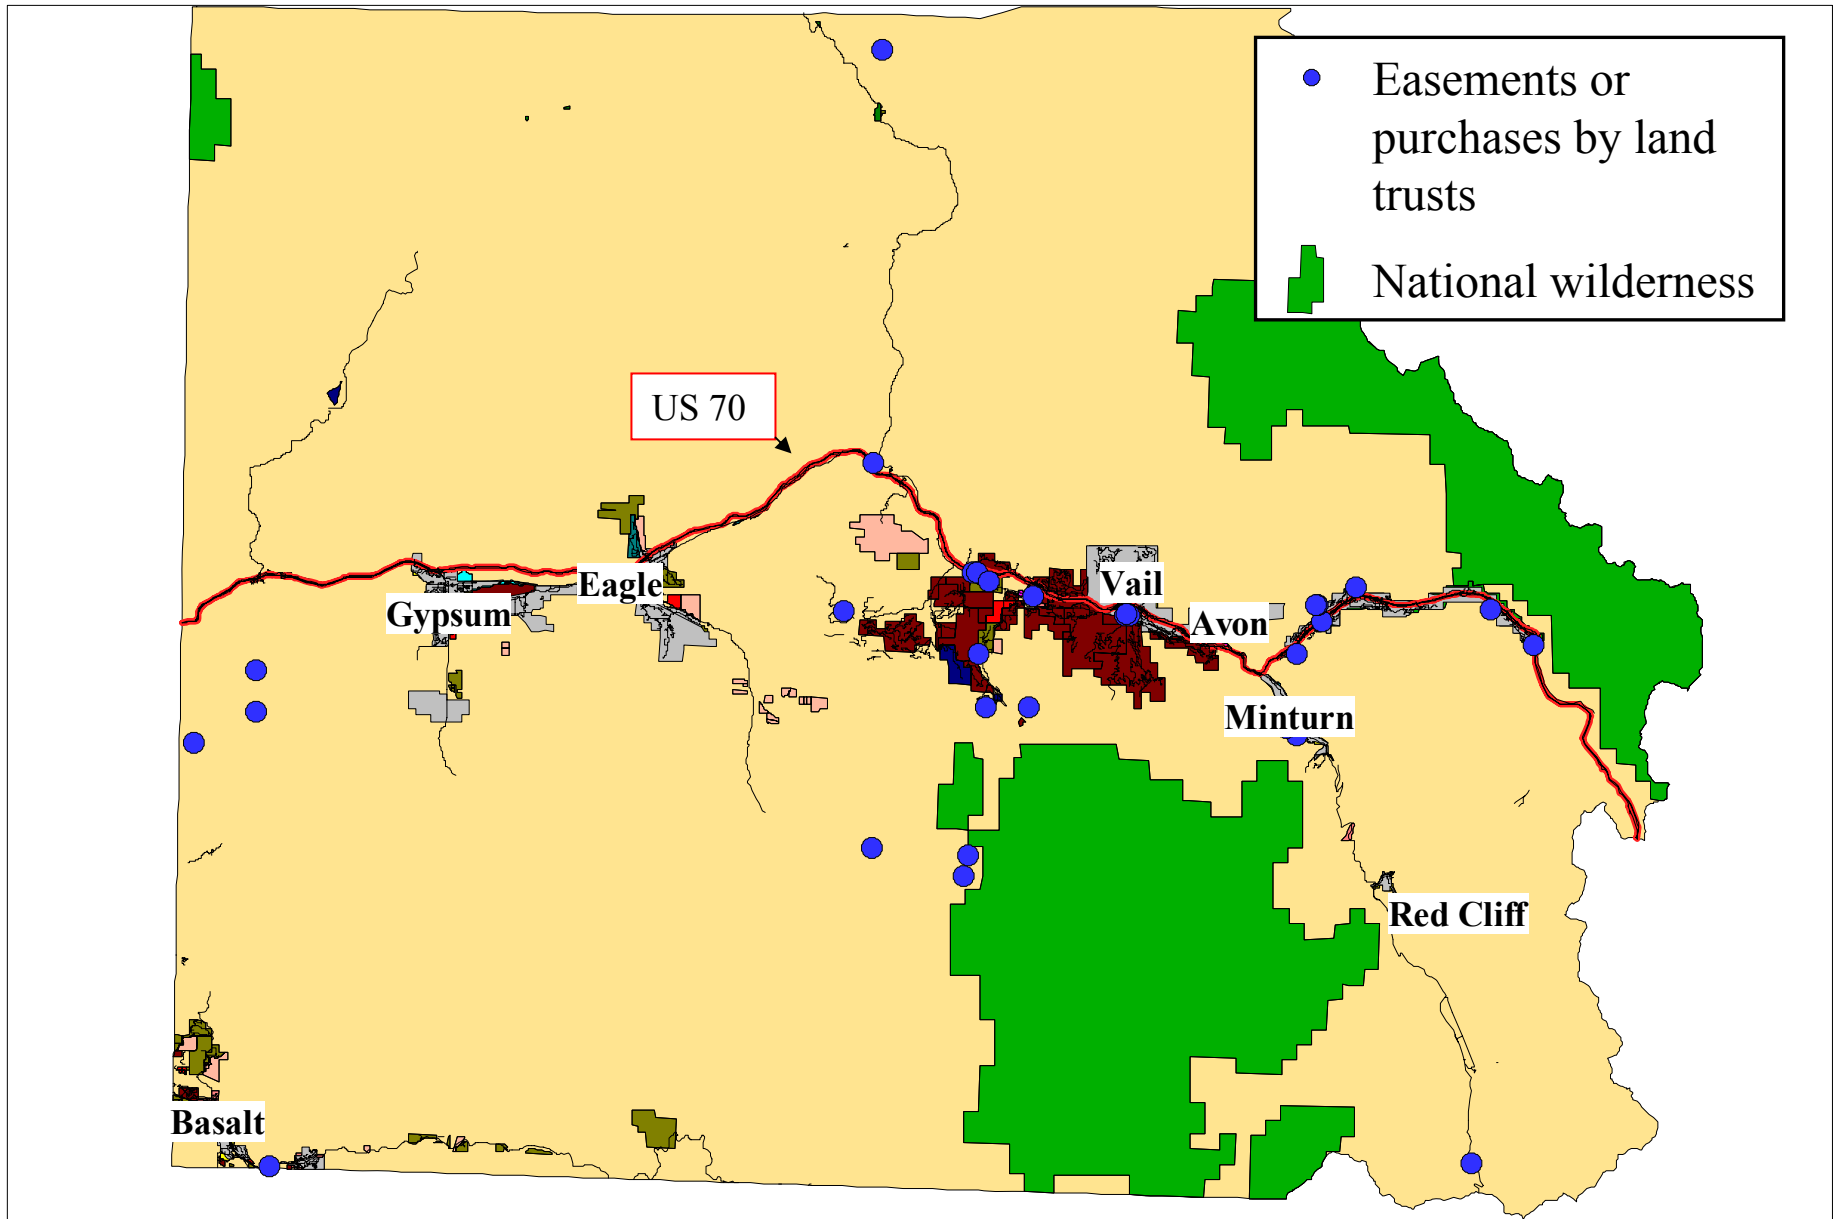 Easements or
purchases by land
trusts
National wilderness
US 70
Eagle
Gypsum
Vail
Avon
Minturn
Red Cliff
Basalt